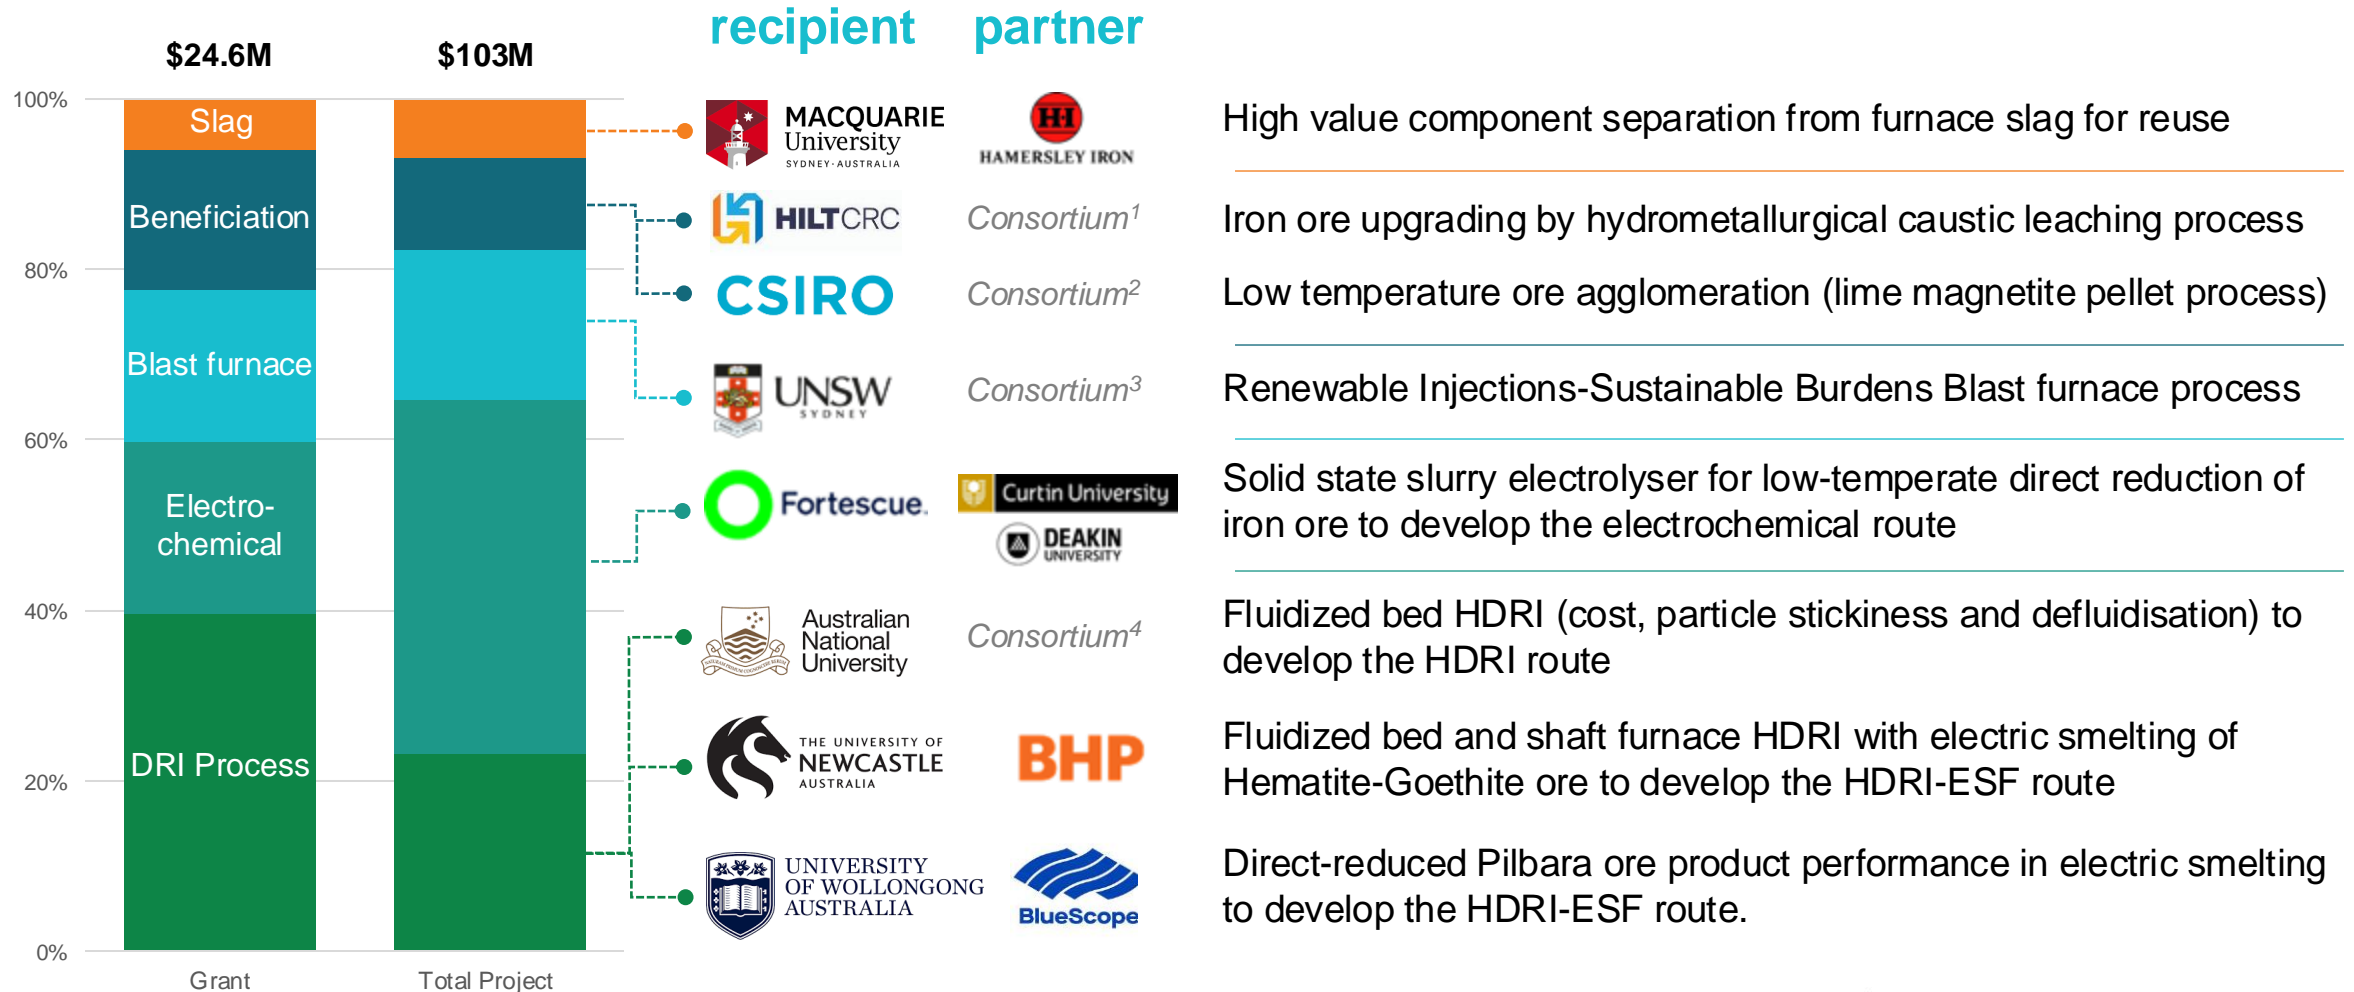 recipient partner
$24.6M $103M
100%
80%
60%
40%
20%
0%
Slag
Beneficiation
Blast furnace
Electro-
chemical
DRI Process
Grant
Total Project
MACQUARIE
University
SYDNEY·AUSTRALIA
HAMERSLEY IRON
High value component separation from furnace slag for reuse
HILTCRC
Consortium1
Iron ore upgrading by hydrometallurgical caustic leaching process
CSIRO
Consortium2
Low temperature ore agglomeration (lime magnetite pellet process)
UNSW
SYDNEY
Consortium3
Renewable Injections-Sustainable Burdens Blast furnace process
Fortescue.
Curtin University
DEAKIN
UNIVERSITY
Solid state slurry electrolyser for low-temperate direct reduction of
iron ore to develop the electrochemical route
Australian
National
University
Consortium4
Fluidized bed HDRI (cost, particle stickiness and defluidisation) to
develop the HDRI route
THE UNIVERSITY OF
NEWCASTLE
AUSTRALIA
BHP
Fluidized bed and shaft furnace HDRI with electric smelting of
Hematite-Goethite ore to develop the HDRI-ESF route
UNIVERSITY
OF WOLLONGONG
AUSTRALIA
BlueScope
Direct-reduced Pilbara ore product performance in electric smelting
to develop the HDRI-ESF route.